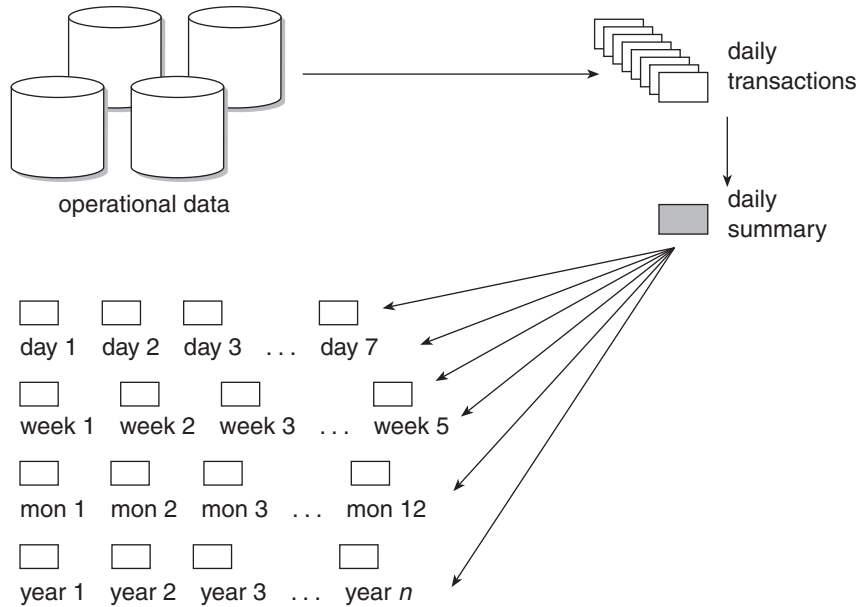 daily
transactions
operational data
daily
summary
day 1 day 2 day 3 . . . day 7
week 1 week 2 week 3 . . . week 5
mon 1 mon 2 mon 3 . . . mon 12
year 1 year 2 year 3 . . . year n